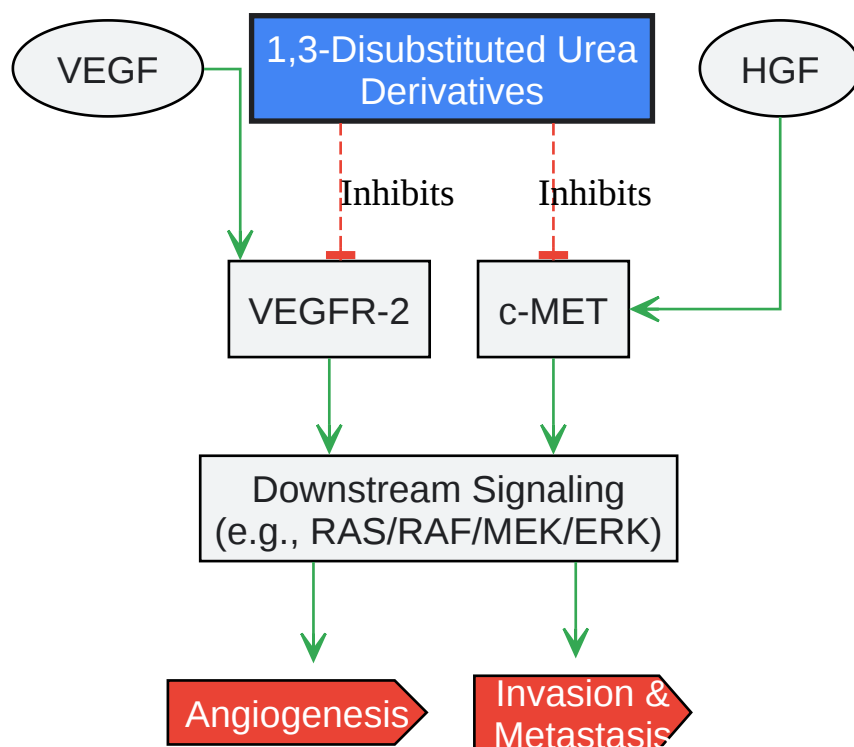 VEGF
1,3-Disubstituted Urea
Derivatives
HGF
Inhibits
Inhibits
VEGFR-2
c-MET
Downstream Signaling
(e.g., RAS/RAF/MEK/ERK)
Angiogenesis
Invasion &
Metastasis